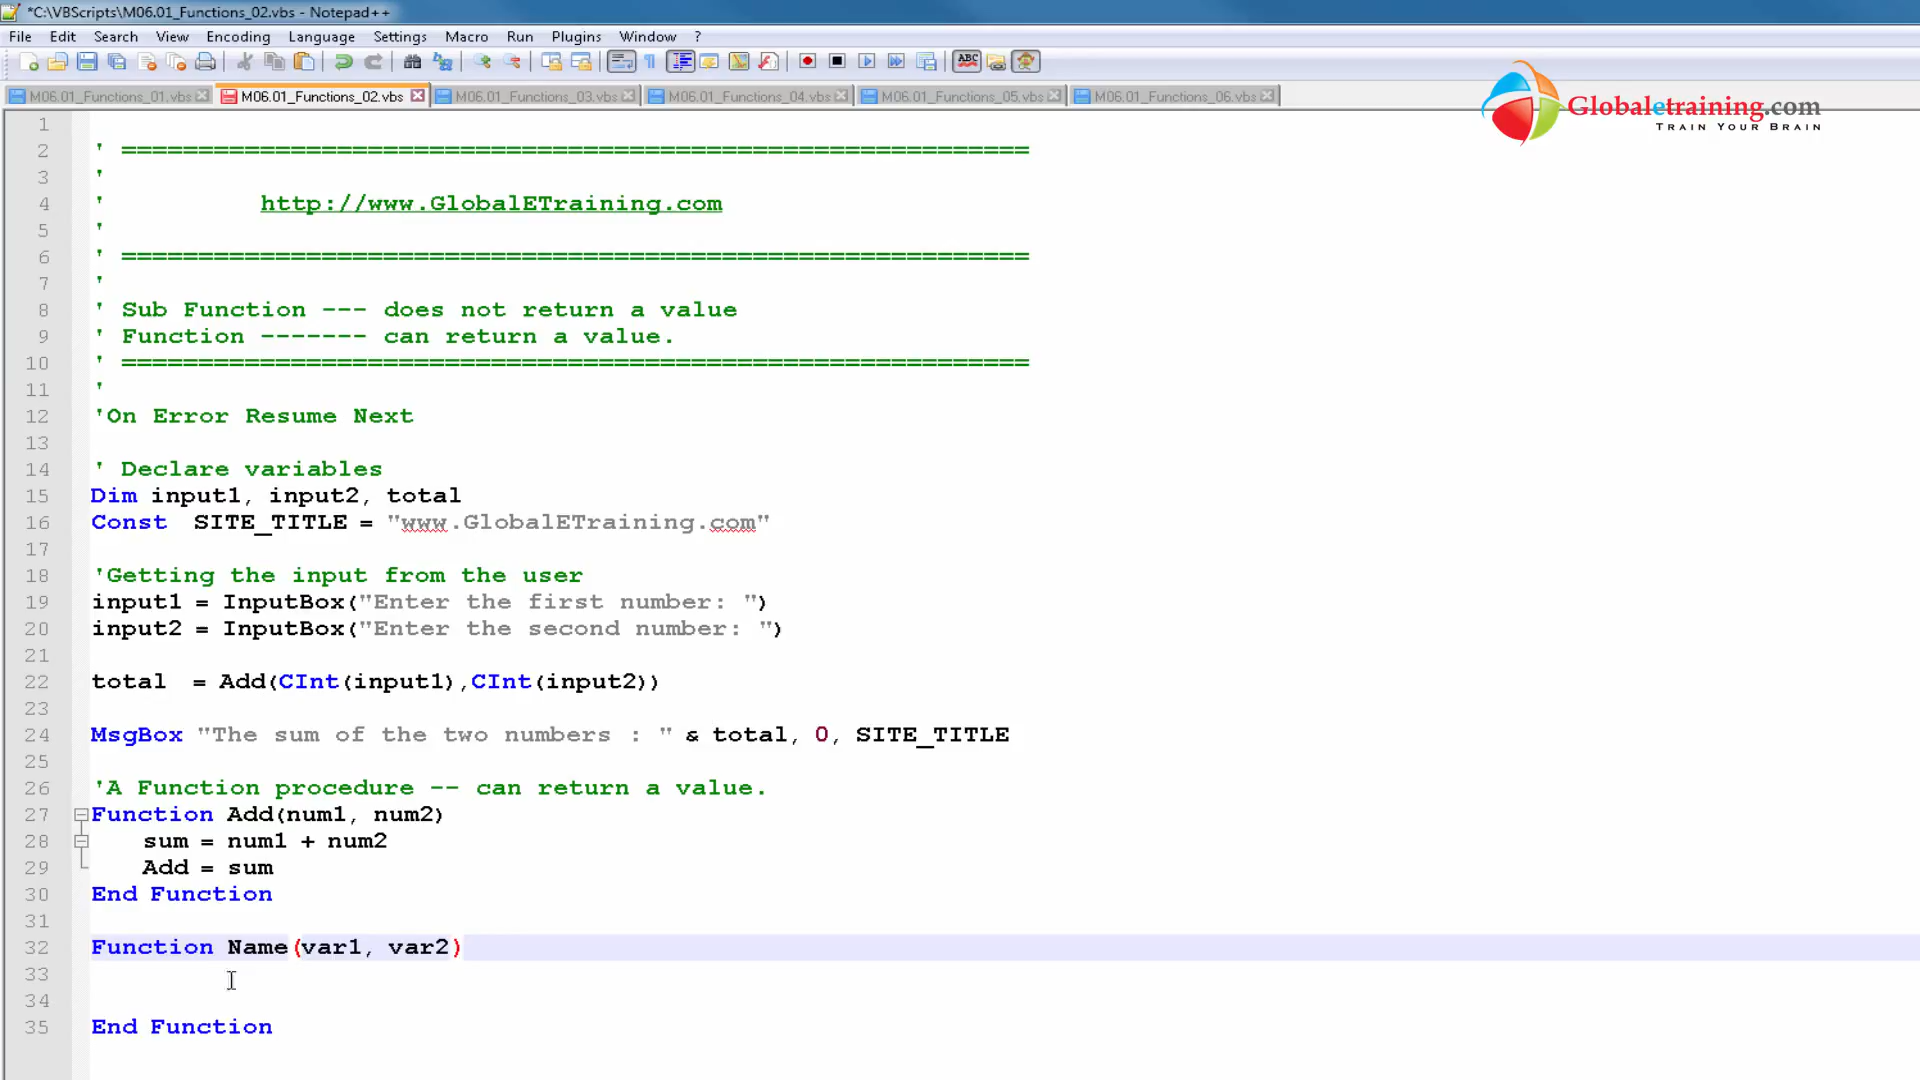 *C:\VBScripts\M06.01_Functions_02.vbs - Notepad++
File Edit Search View Encoding Language Settings Macro Run Plugins Window ?
ABC
M06.01_Functions_01.vbs M06.01_Functions_02.vbs M06.01_Functions_03.vbs M06.01_Functions_04.vbs M06.01_Functions_05.vbs M06.01_Functions_06.vbs
Globaletraining.com
TRAIN YOUR BRAIN
1
2 ' ===========================================================
3 '
4 ' http://www.GlobalETraining.com
5 '
6 ' ===========================================================
7 '
8 ' Sub Function --- does not return a value
9 ' Function ------- can return a value.
10 ' ===========================================================
11 '
12 'On Error Resume Next
13
14 ' Declare variables
15 Dim input1, input2, total
16 Const  SITE_TITLE = "www.GlobalETraining.com"
17
18 'Getting the input from the user
19 input1 = InputBox("Enter the first number: ")
20 input2 = InputBox("Enter the second number: ")
21
22 total  = Add(CInt(input1),CInt(input2))
23
24 MsgBox "The sum of the two numbers : " & total, 0, SITE_TITLE
25
26 'A Function procedure -- can return a value.
27 Function Add(num1, num2)
28 sum = num1 + num2
29 Add = sum
30 End Function
31
32 Function Name(var1, var2)
33
34
35 End Function